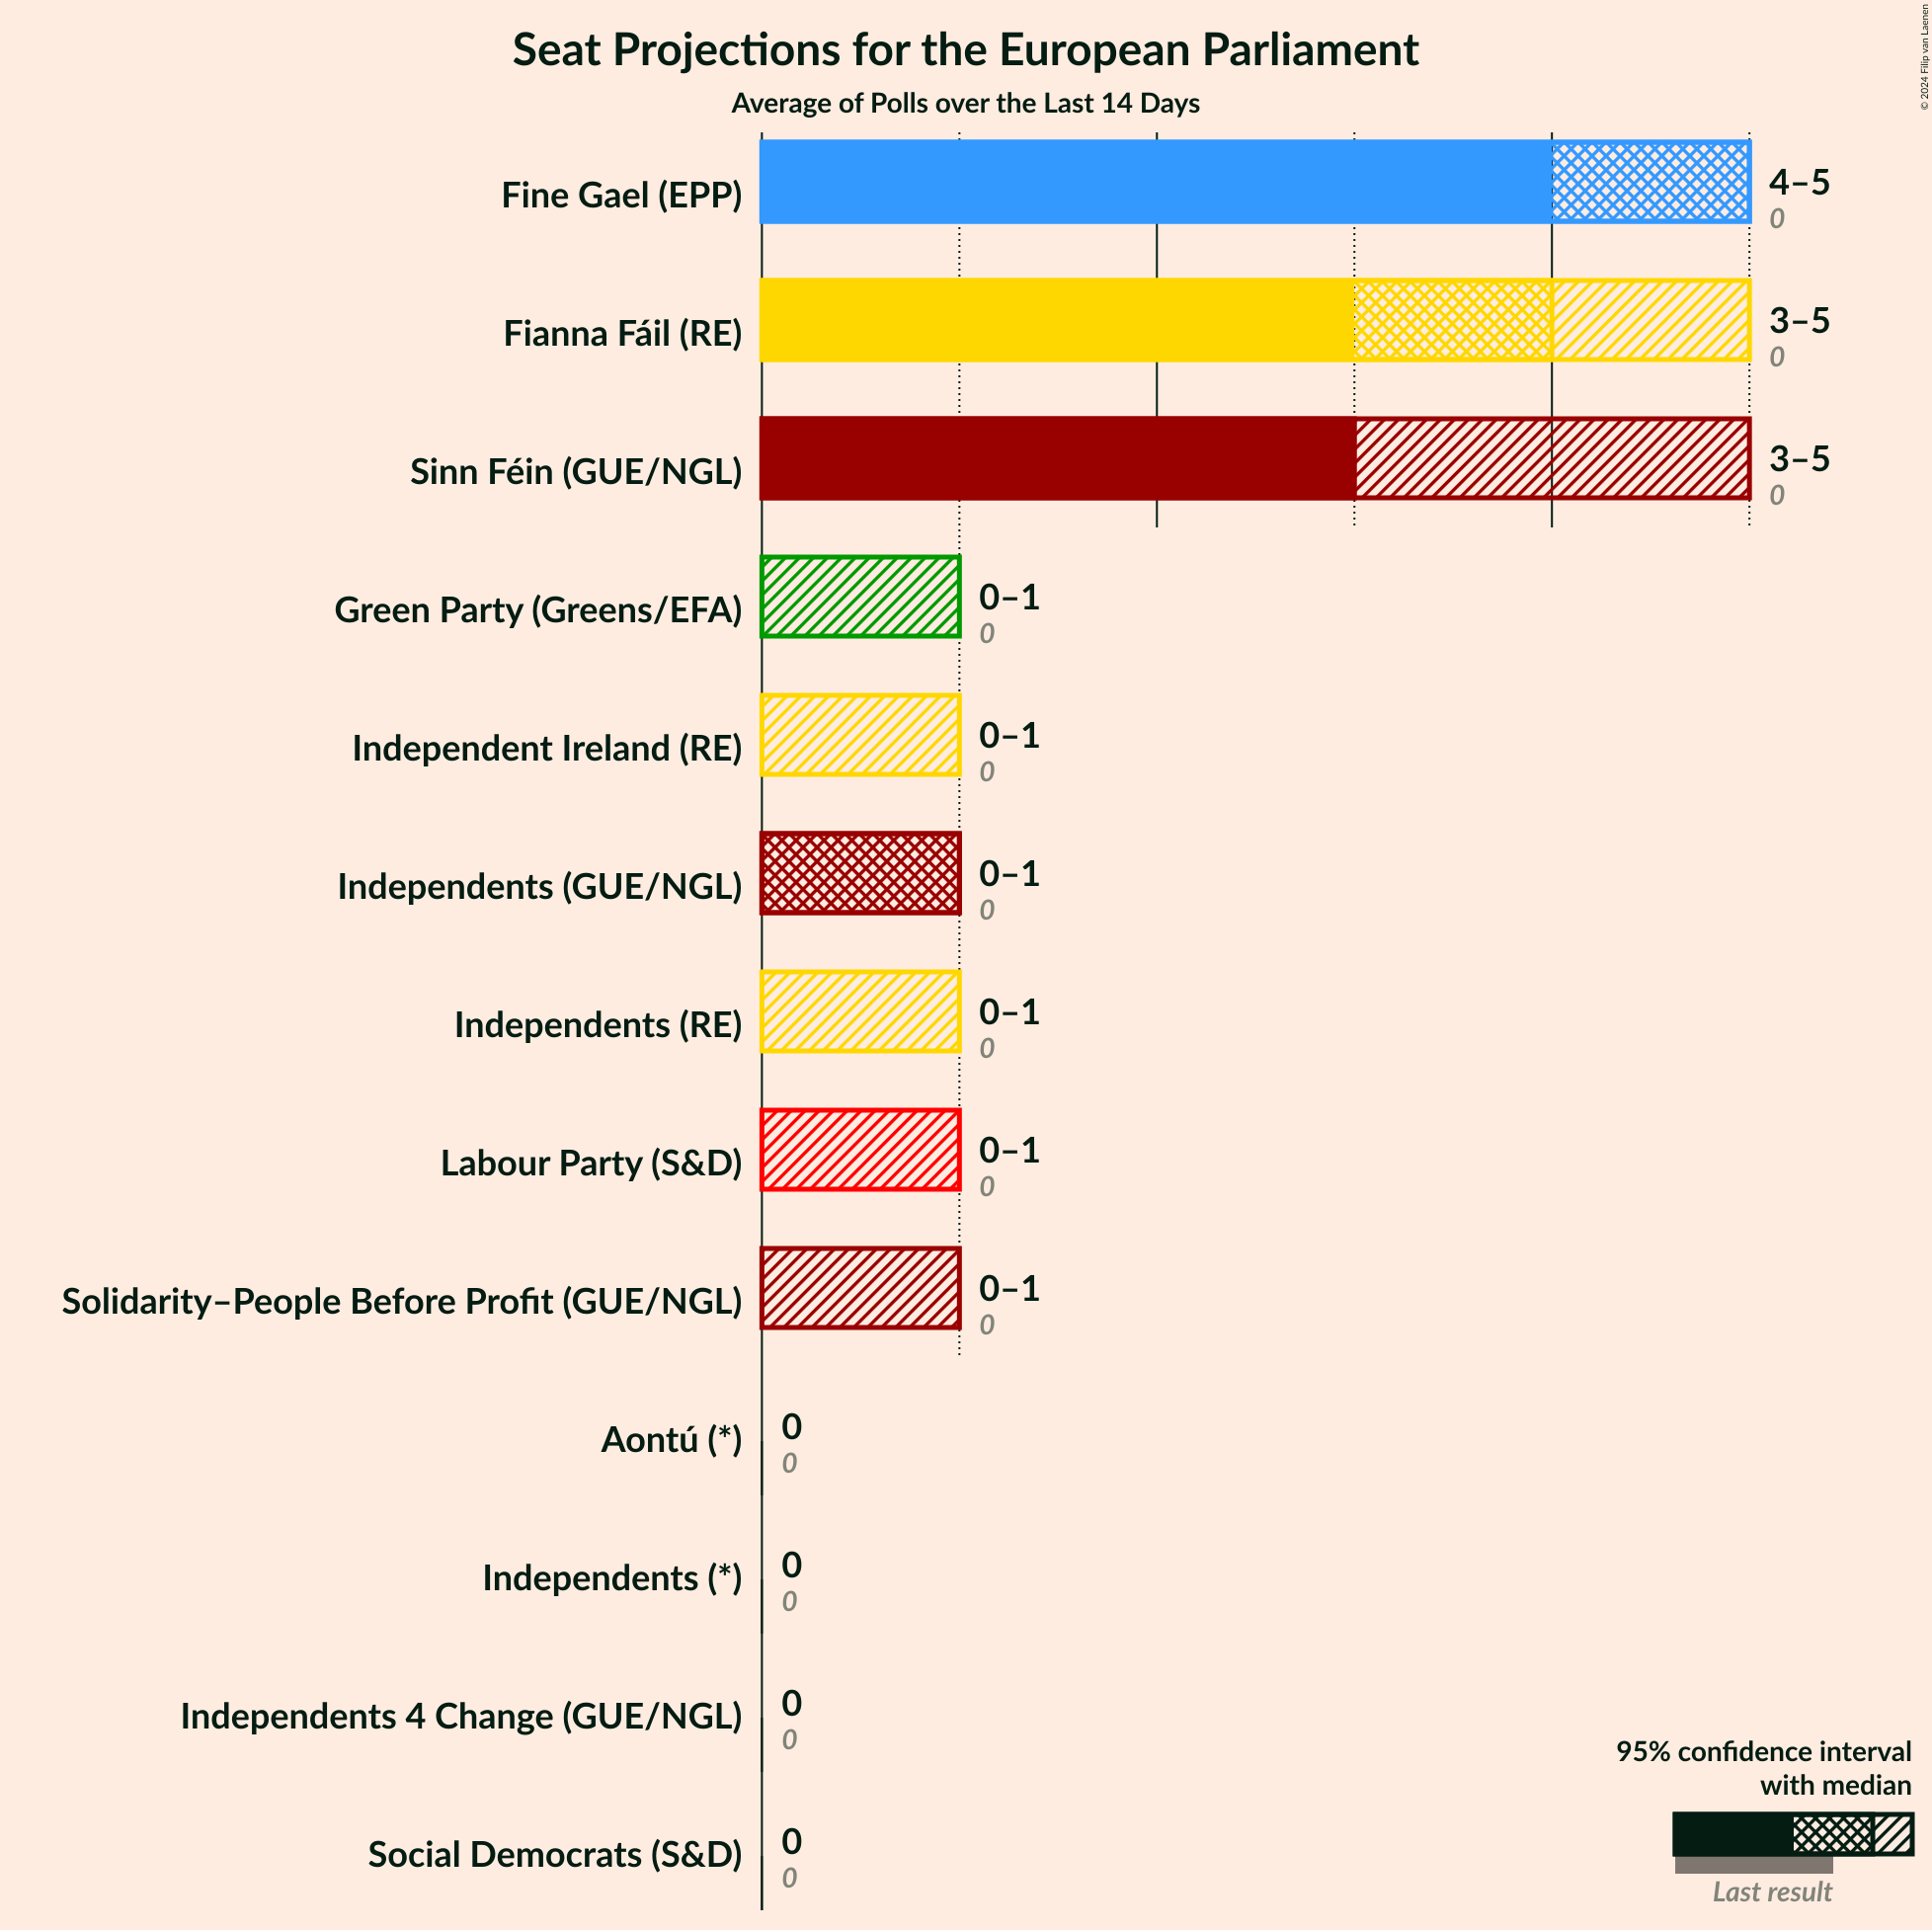 Seat Projections for the European Parliament
Average of Polls over the Last 14 Days
© 2024 Filip van Laenen
Fine Gael (EPP)
4–5
0
Fianna Fáil (RE)
3–5
0
Sinn Féin (GUE/NGL)
3–5
0
Green Party (Greens/EFA)
0–1
0
Independent Ireland (RE)
0–1
0
Independents (GUE/NGL)
0–1
0
Independents (RE)
0–1
0
Labour Party (S&D)
0–1
0
Solidarity–People Before Profit (GUE/NGL)
0–1
0
Aontú (*)
0
0
Independents (*)
0
0
Independents 4 Change (GUE/NGL)
0
0
Social Democrats (S&D)
0
0
95% confidence interval
with median
Last result